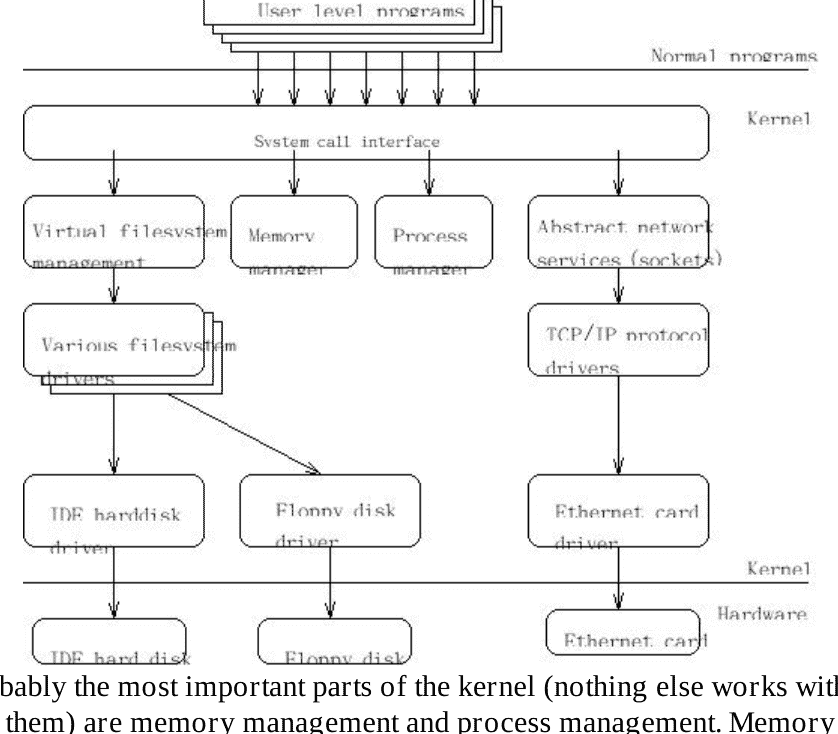 User level programs
Normal programs
Kernel
System call interface
Virtual filesystem
management
Memory
manager
Process
manager
Abstract network
services (sockets)
Various filesystem
drivers
TCP/IP protocol
drivers
IDE harddisk
driver
Floppy disk
driver
Ethernet card
driver
Kernel
Hardware
IDE hard disk
Floppy disk
Ethernet card
bably the most important parts of the kernel (nothing else works wit
them) are memory management and process management. Memory